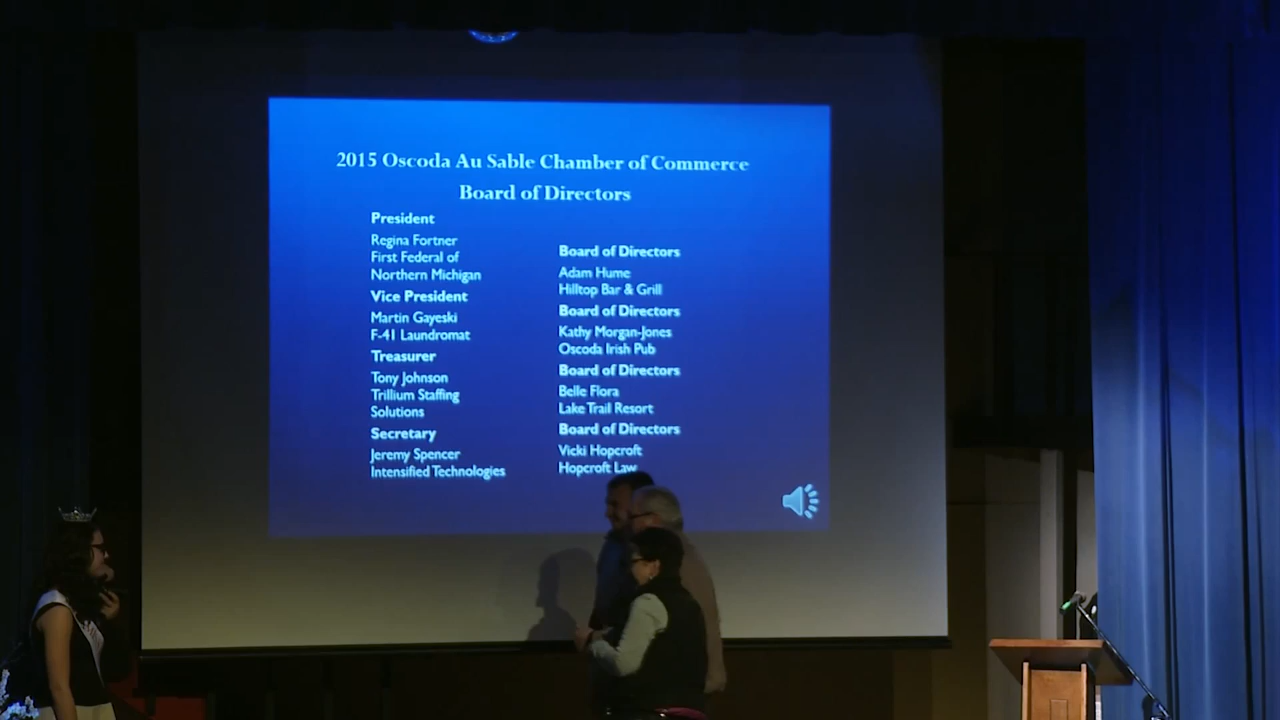 2015 Oscoda Au Sable Chamber of Commerce
Board of Directors
President
Regina Fortner
First Federal of
Northern Michigan
Vice President
Martin Gayeski
F-41 Laundromat
Treasurer
Tony Johnson
Trillium Staffing
Solutions
Secretary
Jeremy Spencer
Intensified Technologies
Board of Directors
Adam Hume
Hilltop Bar & Grill
Board of Directors
Kathy Morgan-Jones
Oscoda Irish Pub
Board of Directors
Belle Flora
Lake Trail Resort
Board of Directors
Vicki Hopcroft
Hopcroft Law